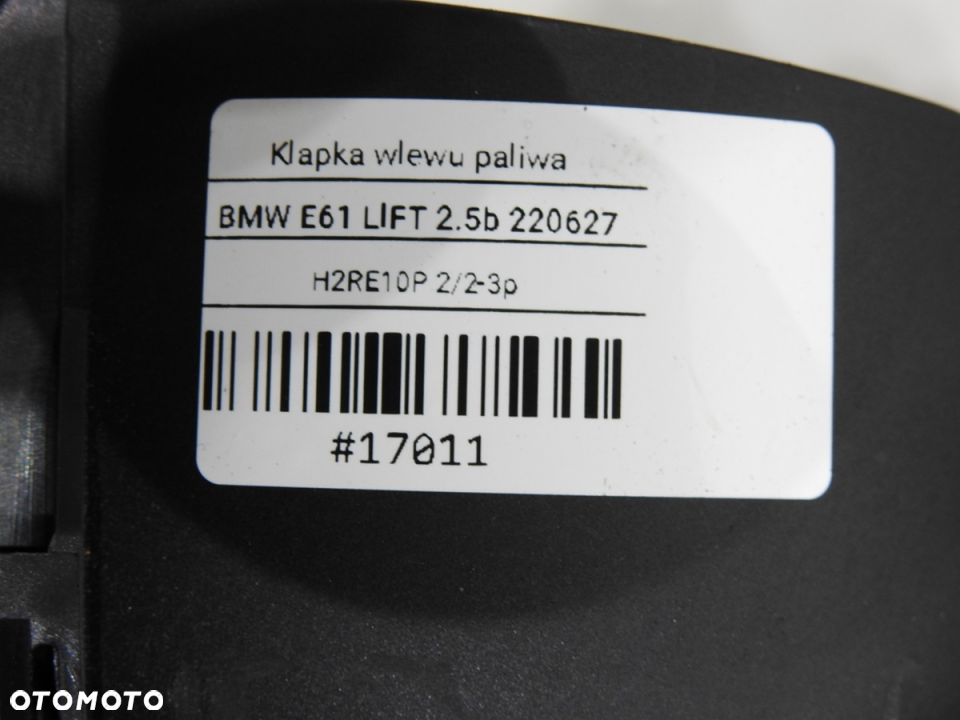 Klapka wlewu paliwa
BMW E61 LIFT 2.5b 220627
H2RE10P 2/2-3p
#17011
OTOMOTO